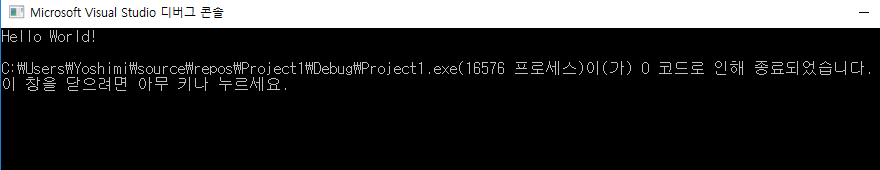 Microsoft Visual Studio 디버그 콘솔
Hello World!
C:₩Users₩Yoshimi₩source₩repos₩Project1₩Debug₩Project1.exe(16576 프로세스)이(가) 0 코드로 인해 종료되었습니다.
이 창을 닫으려면 아무 키나 누르세요.